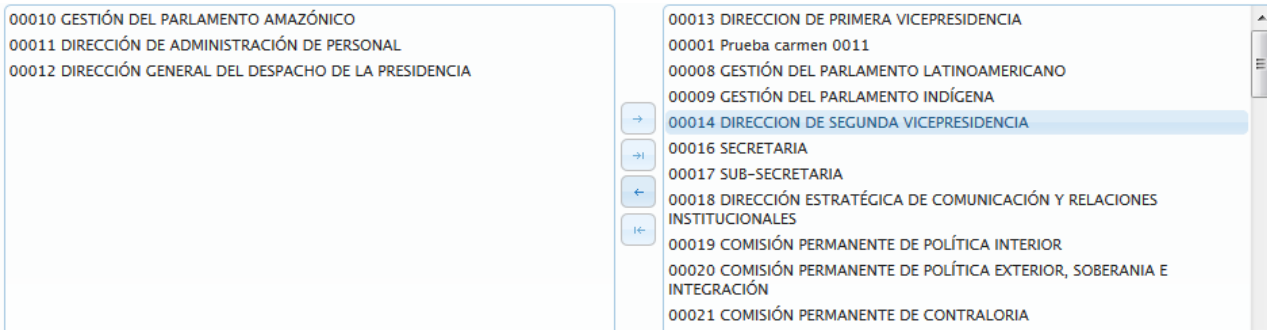 00010 GESTIÓN DEL PARLAMENTO AMAZÓNICO
00011 DIRECCIÓN DE ADMINISTRACIÓN DE PERSONAL
00012 DIRECCIÓN GENERAL DEL DESPACHO DE LA PRESIDENCIA
00013 DIRECCION DE PRIMERA VICEPRESIDENCIA
00001 Prueba carmen 0011
00008 GESTIÓN DEL PARLAMENTO LATINOAMERICANO
00009 GESTIÓN DEL PARLAMENTO INDÍGENA
00014 DIRECCION DE SEGUNDA VICEPRESIDENCIA
00016 SECRETARIA
00017 SUB-SECRETARIA
00018 DIRECCIÓN ESTRATÉGICA DE COMUNICACIÓN Y RELACIONES
INSTITUCIONALES
00019 COMISIÓN PERMANENTE DE POLÍTICA INTERIOR
00020 COMISIÓN PERMANENTE DE POLÍTICA EXTERIOR, SOBERANIA E
INTEGRACIÓN
00021 COMISIÓN PERMANENTE DE CONTRALORIA